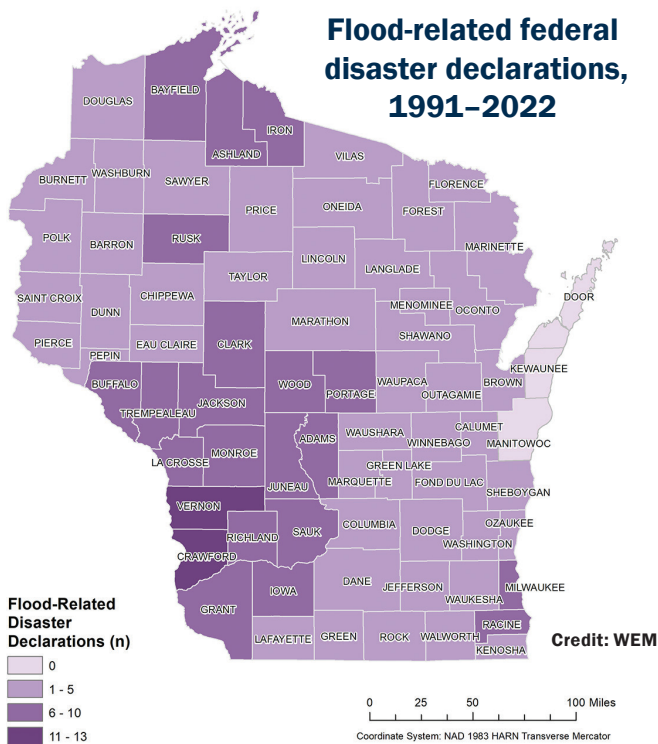 Flood-related federal
disaster declarations,
1991–2022
DOUGLAS
BAYFIELD
IRON
ASHLAND
VILAS
FLORENCE
BURNETT
WASHBURN
SAWYER
PRICE
ONEIDA
FOREST
POLK
BARRON
RUSK
MARINETTE
LINCOLN
LANGLADE
TAYLOR
SAINT CROIX
DUNN
CHIPPEWA
DOOR
MENOMINEE
OCONTO
MARATHON
SHAWANO
PIERCE
PEPIN
EAU CLAIRE
CLARK
KEWAUNEE
BUFFALO
TREMPEALEAU
JACKSON
WOOD
PORTAGE
WAUPACA
OUTAGAMIE
BROWN
CALUMET
MANITOWOC
WAUSHARA
WINNEBAGO
ADAMS
LA CROSSE
MONROE
JUNEAU
GREEN LAKE
MARQUETTE
FOND DU LAC
SHEBOYGAN
VERNON
RICHLAND
SAUK
COLUMBIA
DODGE
OZAUKEE
WASHINGTON
CRAWFORD
GRANT
IOWA
DANE
JEFFERSON
WAUKESHA
MILWAUKEE
RACINE
LAFAYETTE
GREEN
ROCK
WALWORTH
KENOSHA
Flood-Related
Disaster
Declarations (n)
0
1 - 5
6 - 10
11 - 13
Credit: WEM
0 25 50 100 Miles
Coordinate System: NAD 1983 HARN Transverse Mercator